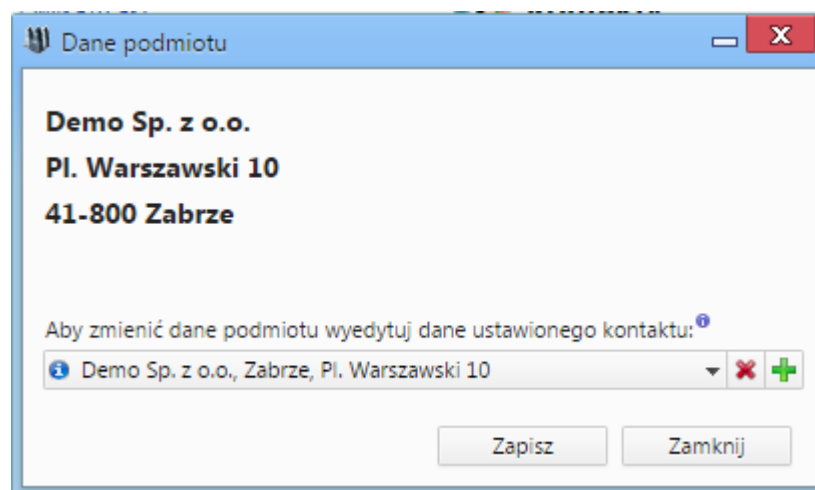 Dane podmiotu
Demo Sp. z o.o.
Pl. Warszawski 10
41-800 Zabrze
Aby zmienić dane podmiotu wyedytuj dane ustawionego kontaktu:
Demo Sp. z o.o., Zabrze, Pl. Warszawski 10
Zapisz Zamknij